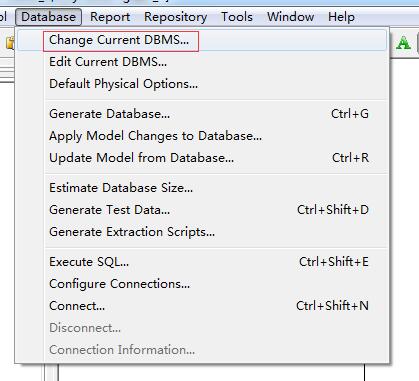 Database Report Repository Tools Window Help
Change Current DBMS...
Edit Current DBMS...
Default Physical Options...
Generate Database... Ctrl+G
Apply Model Changes to Database...
Update Model from Database... Ctrl+R
Estimate Database Size...
Generate Test Data... Ctrl+Shift+D
Generate Extraction Scripts...
Execute SQL... Ctrl+Shift+E
Configure Connections...
Connect... Ctrl+Shift+N
Disconnect...
Connection Information...